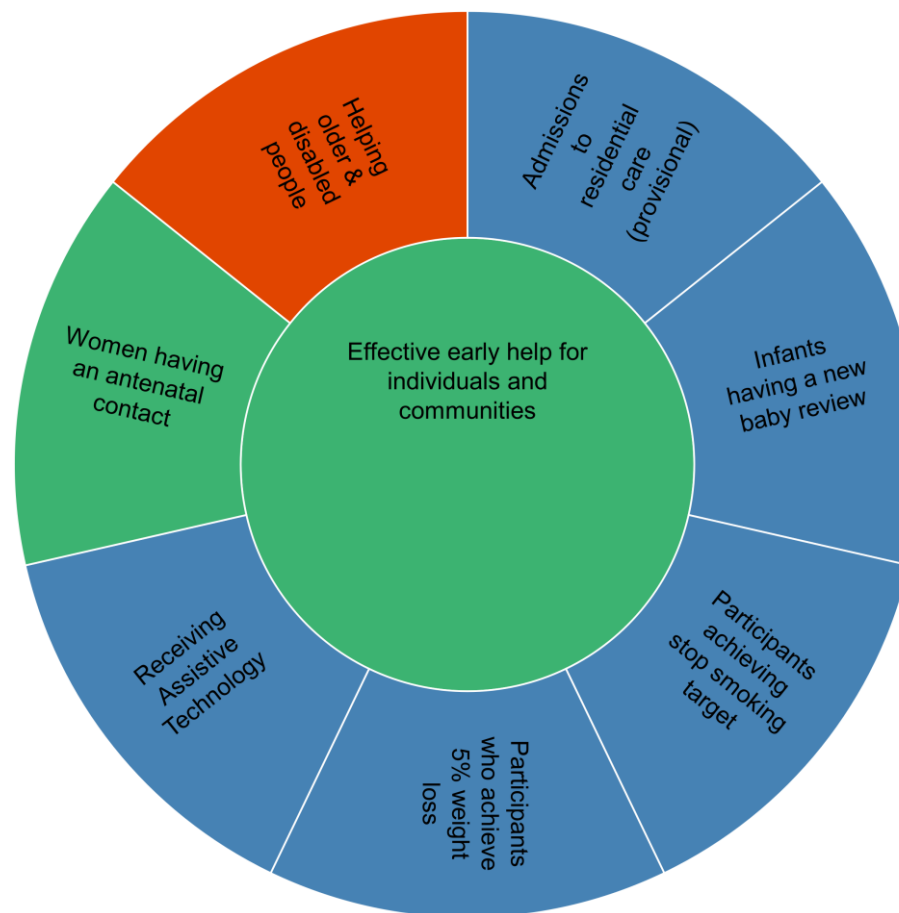 Effective early help for
individuals and
communities
Admissions
to
residential
care
(provisional)
Infants
having a new
baby review
Participants
achieving
stop smoking
target
Participants
who achieve
5% weight
loss
Receiving
Assistive
Technology
Women having
an antenatal
contact
Helping
older &
disabled
people